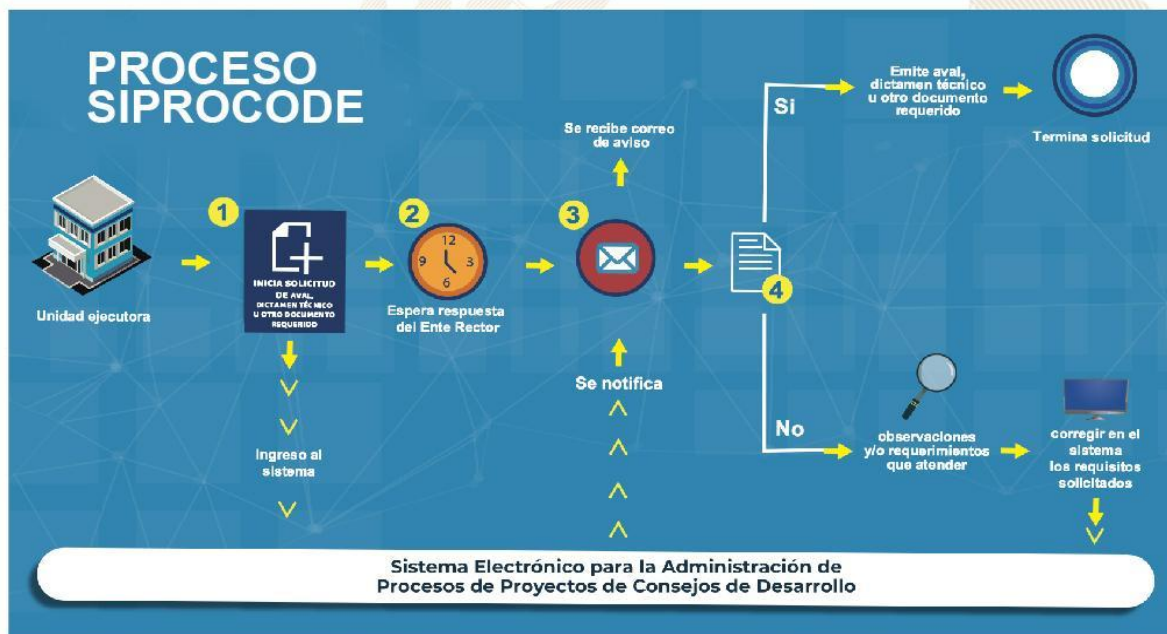 PROCESO
SIPROCODE
Unidad ejecutora
1
INICIA SOLICITUD
DE AVAL,
DICTAMEN TÉCNICO
U OTRO DOCUMENTO
REQUERIDO
Ingreso al
sistema
2
12
9
3
6
Espera respuesta
del Ente Rector
3
Se recibe correo
de aviso
Se notifica
4
Si
Emite aval,
dictamen técnico
u otro documento
requerido
Termina solicitud
No
observaciones
y/o requerimientos
que atender
corregir en el
sistema
los requisitos
solicitados
Sistema Electrónico para la Administración de
Procesos de Proyectos de Consejos de Desarrollo